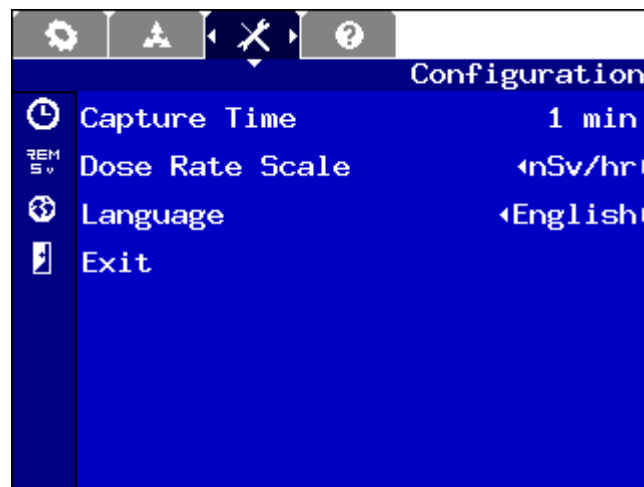 Configuration
Capture Time 1 min
REM
Sv
Dose Rate Scale nSv/hr
Language English
Exit